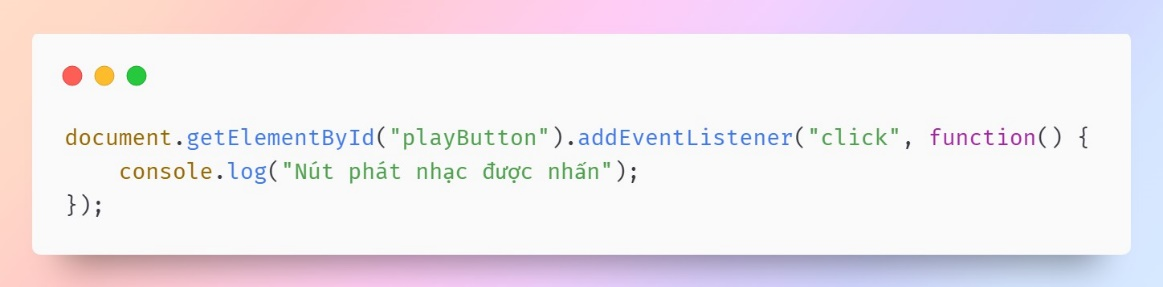 document.getElementById("playButton").addEventListener("click", function() {
    console.log("Nút phát nhạc được nhấn");
});